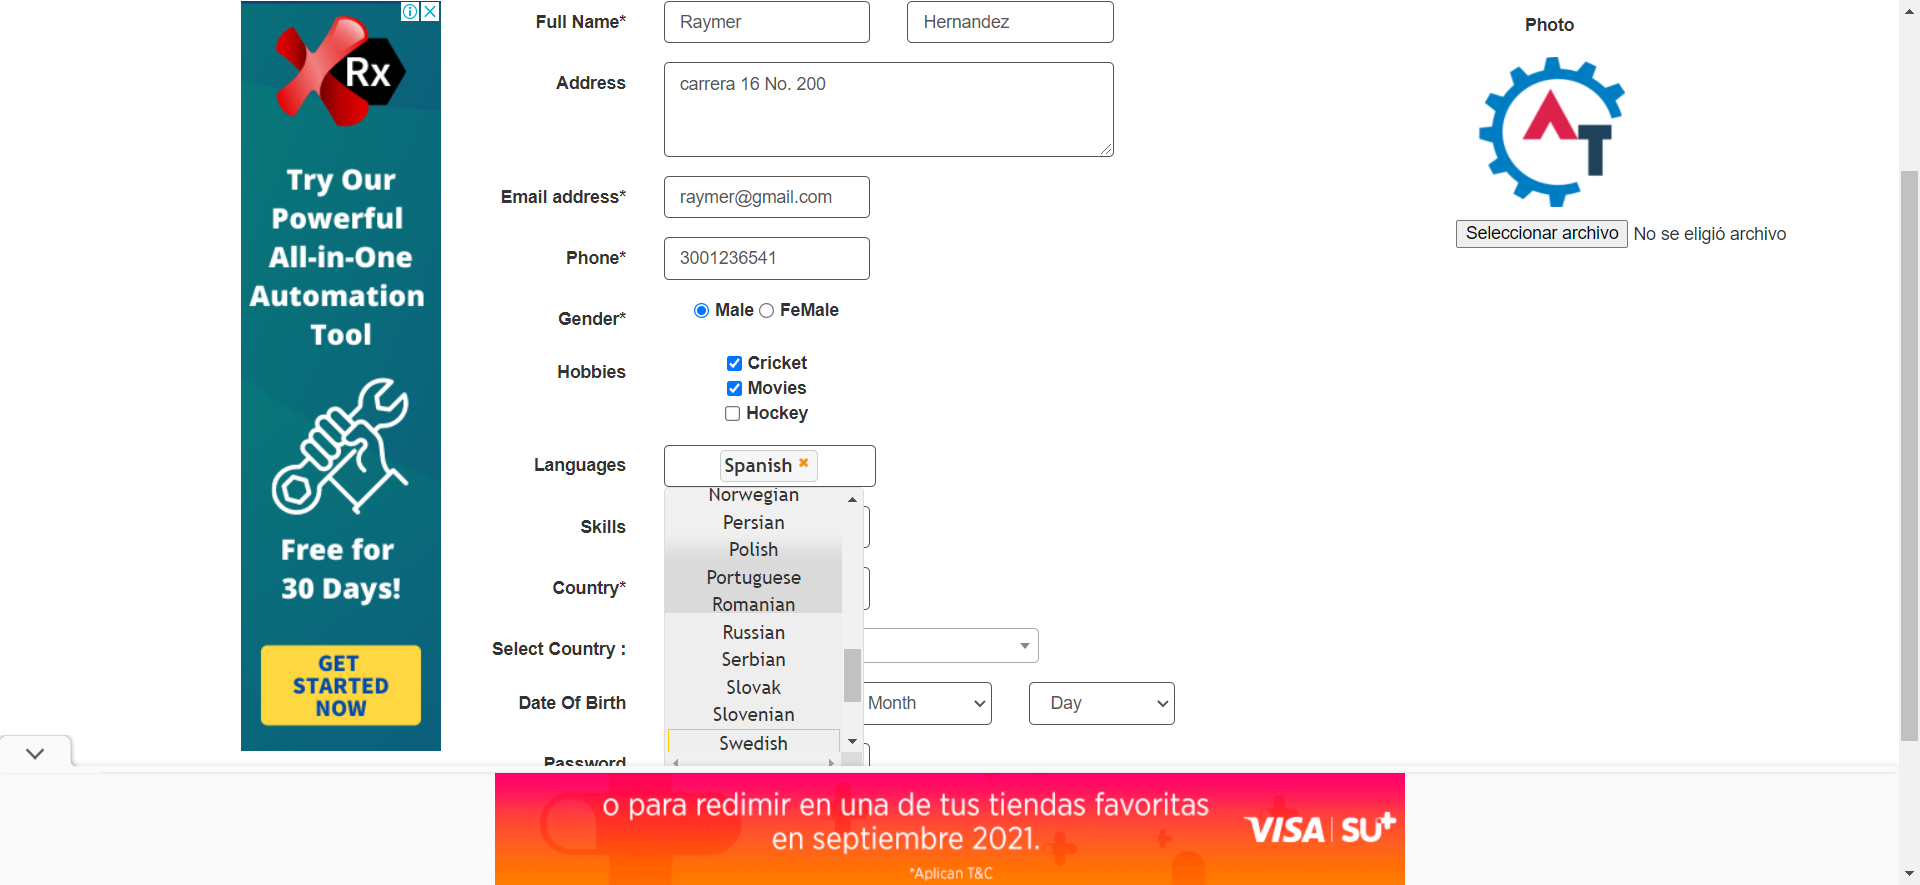 Rx
Try Our
Powerful
All-in-One
Automation
Tool
Free for
30 Days!
GET
STARTED
NOW
Full Name*
Raymer
Hernandez
Address
carrera 16 No. 200
Email address*
raymer@gmail.com
Phone*
3001236541
Gender*
Male
FeMale
Hobbies
Cricket
Movies
Hockey
Languages
Spanish
Norwegian
Persian
Polish
Portuguese
Romanian
Russian
Serbian
Slovak
Slovenian
Swedish
Skills
Country*
Select Country :
Date Of Birth
Month
Day
Password
Photo
AT
Seleccionar archivo No se eligió archivo
o para redimir en una de tus tiendas favoritas
en septiembre 2021.
*Aplican T&C
VISA | SU+